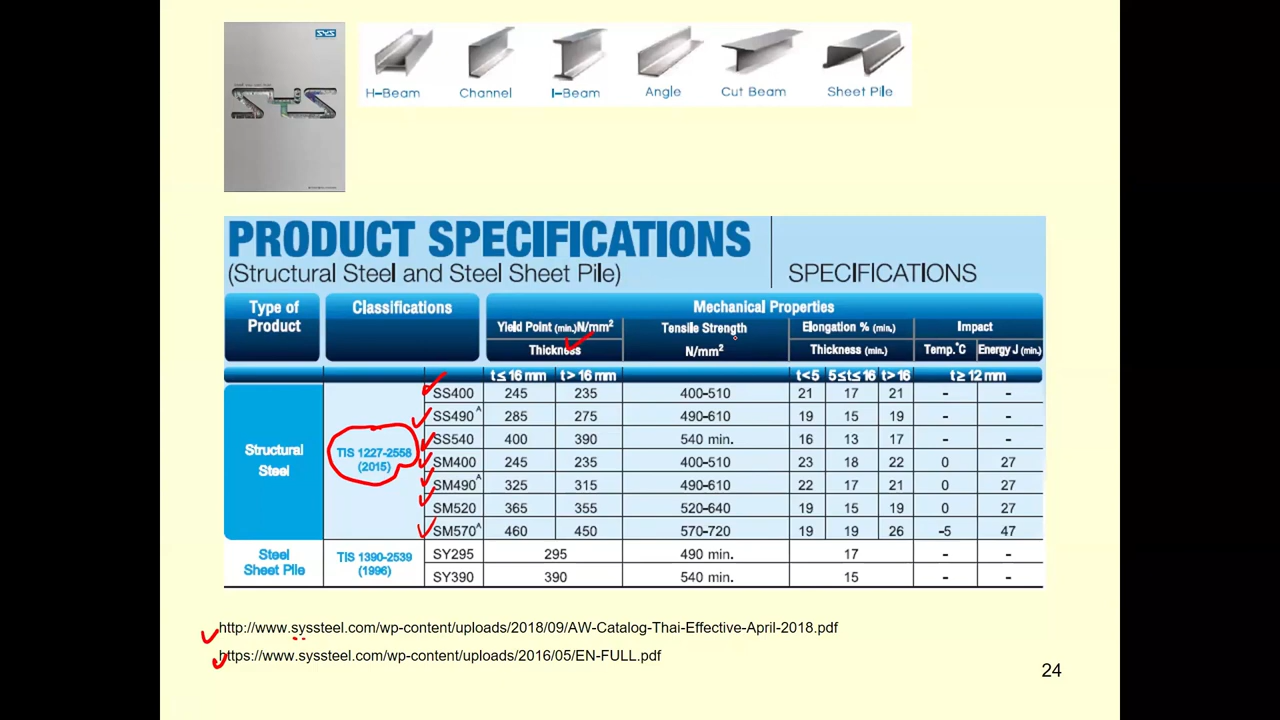 SYS
SYS
H-Beam Channel I-Beam Angle Cut Beam Sheet Pile
PRODUCT SPECIFICATIONS
(Structural Steel and Steel Sheet Pile)
SPECIFICATIONS
Type of Product Classifications Mechanical Properties
Yield Point (min.)N/mm² Tensile Strength N/mm² Elongation % (min.) Impact
Thickness Thickness (min.) Temp.°C Energy J (min.)
t≤ 16 mm t> 16 mm t<5 5≤t≤16 t>16 t≥ 12 mm
Structural Steel
TIS 1227-2558
(2015)
SS400 245 235 400-510 21 17 21 - -
SS490ᴬ 285 275 490-610 19 15 19 - -
SS540 400 390 540 min. 16 13 17 - -
SM400 245 235 400-510 23 18 22 0 27
SM490ᴬ 325 315 490-610 22 17 21 0 27
SM520 365 355 520-640 19 15 19 0 27
SM570ᴬ 460 450 570-720 19 19 26 -5 47
Steel Sheet Pile
TIS 1390-2539
(1996)
SY295 295 490 min. 17 - -
SY390 390 540 min. 15 - -
http://www.syssteel.com/wp-content/uploads/2018/09/AW-Catalog-Thai-Effective-April-2018.pdf
https://www.syssteel.com/wp-content/uploads/2016/05/EN-FULL.pdf
24